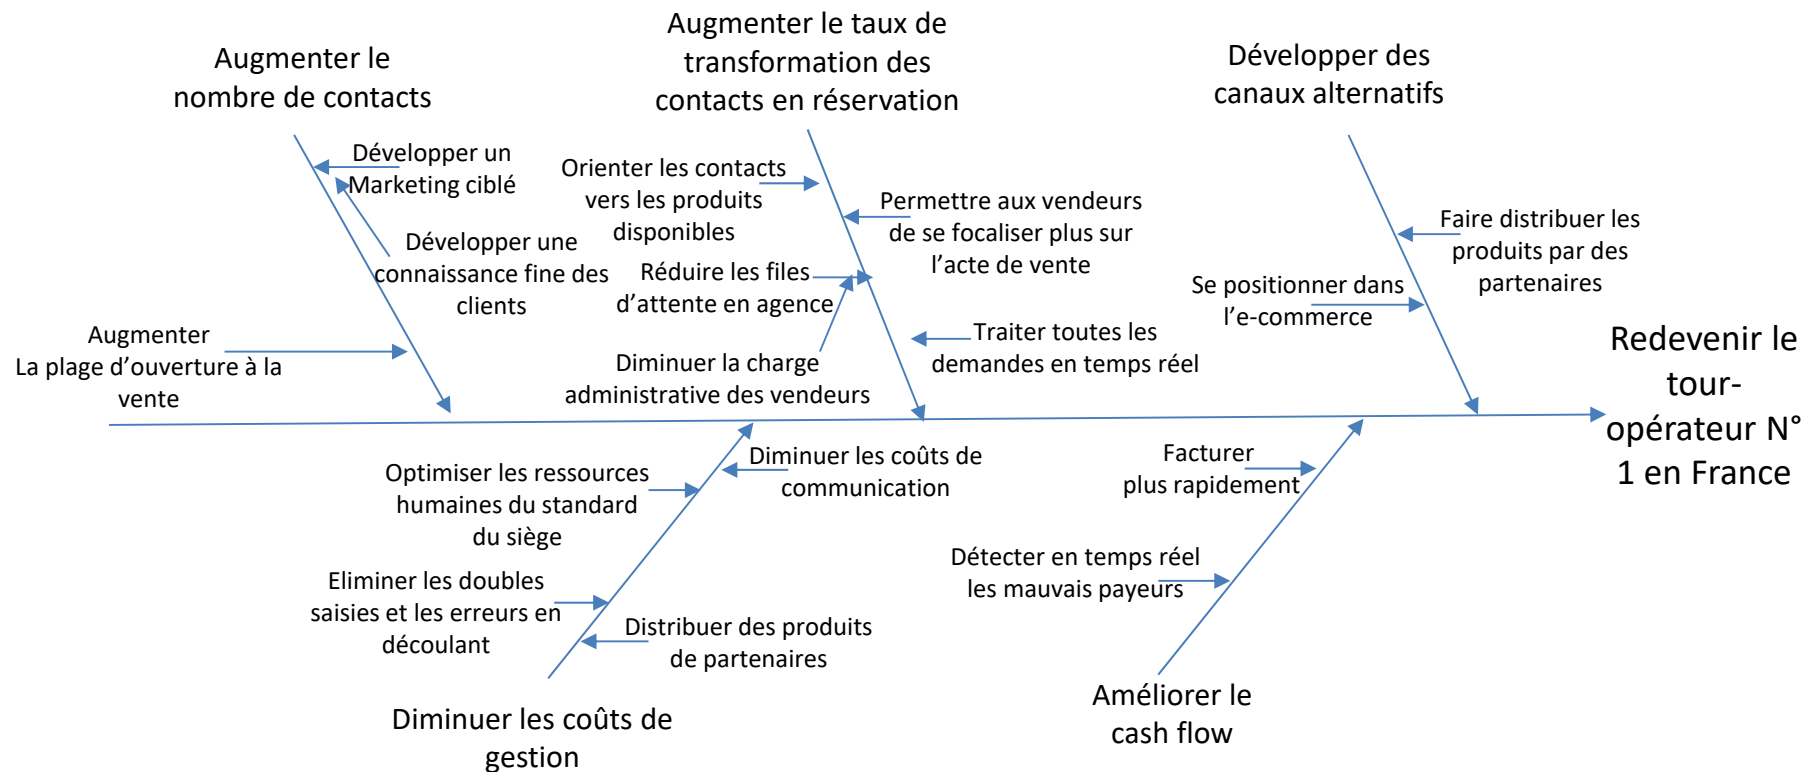 Augmenter le
nombre de contacts
Augmenter le taux de
transformation des
contacts en réservation
Développer des
canaux alternatifs
Développer un
Marketing ciblé
Développer une
connaissance fine des
clients
Augmenter
La plage d’ouverture à la
vente
Orienter les contacts
vers les produits
disponibles
Permettre aux vendeurs
de se focaliser plus sur
l’acte de vente
Réduire les files
d’attente en agence
Diminuer la charge
administrative des vendeurs
Traiter toutes les
demandes en temps réel
Faire distribuer les
produits par des
partenaires
Se positionner dans
l’e-commerce
Redevenir le
tour-
opérateur N°
1 en France
Diminuer les coûts de
communication
Optimiser les ressources
humaines du standard
du siège
Eliminer les doubles
saisies et les erreurs en
découlant
Distribuer des produits
de partenaires
Diminuer les coûts de
gestion
Facturer
plus rapidement
Détecter en temps réel
les mauvais payeurs
Améliorer le
cash flow